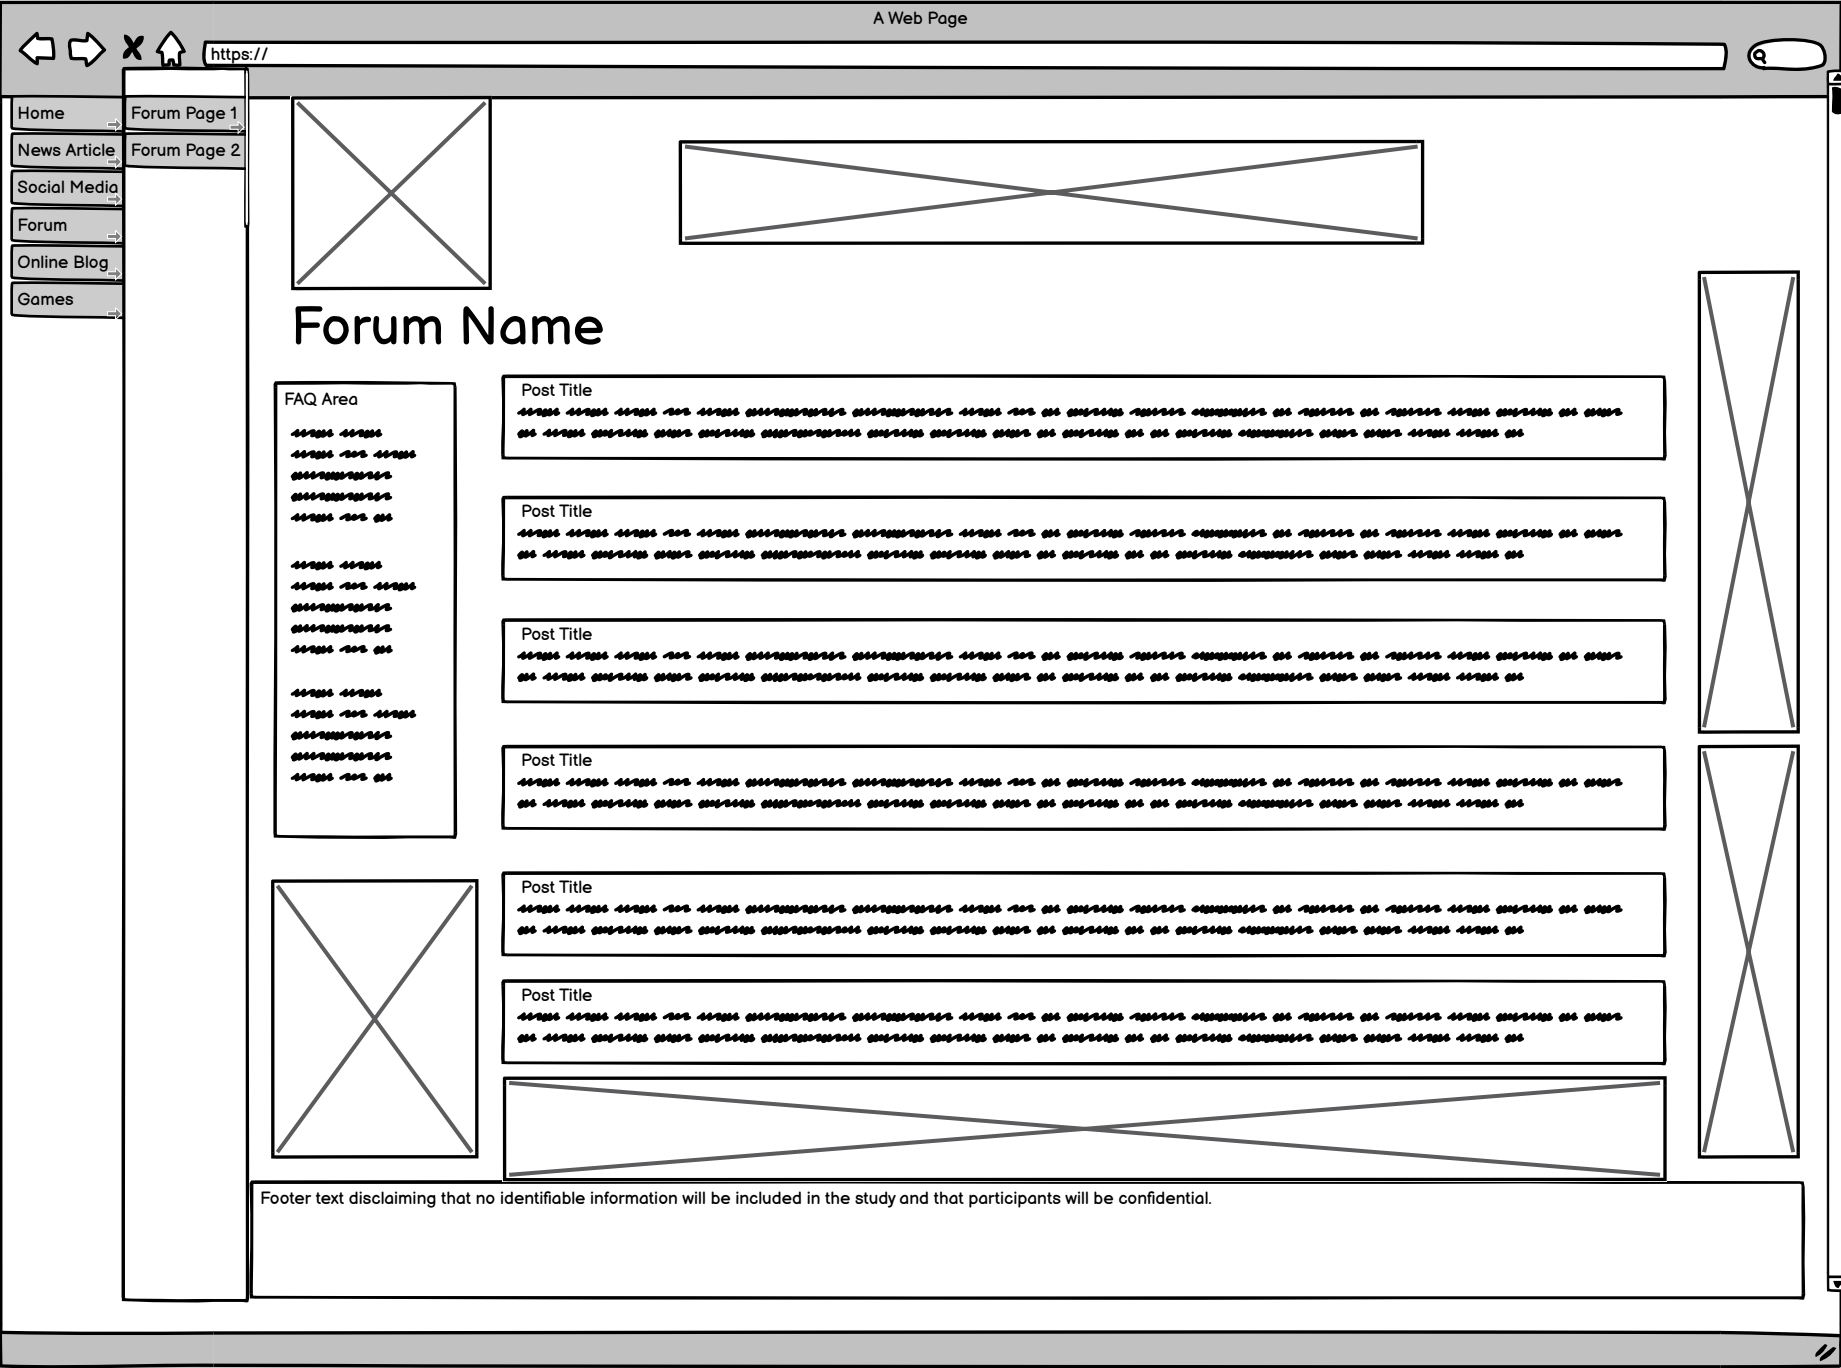 A Web Page
https://
Home
News Article
Social Media
Forum
Online Blog
Games
Forum Page 1
Forum Page 2
Forum Name
FAQ Area
Post Title
Post Title
Post Title
Post Title
Post Title
Post Title
Footer text disclaiming that no identifiable information will be included in the study and that participants will be confidential.